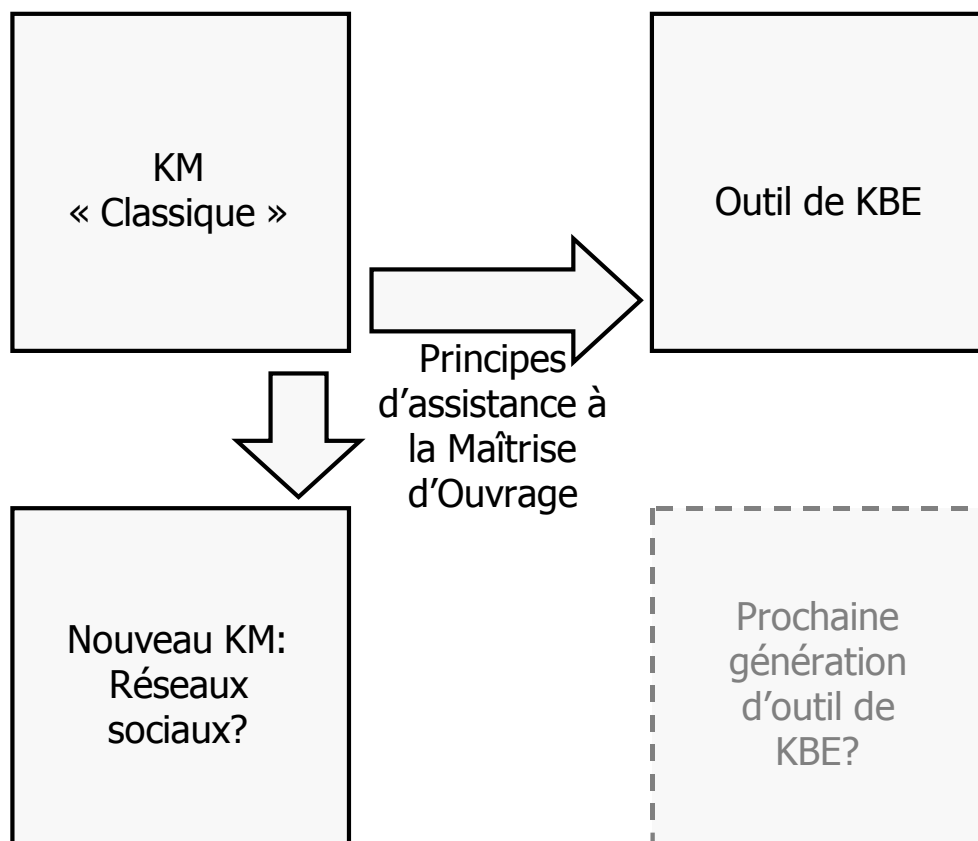 KM
« Classique »
Outil de KBE
Principes
d’assistance à
la Maîtrise
d’Ouvrage
Nouveau KM:
Réseaux
sociaux?
Prochaine
génération
d’outil de
KBE?